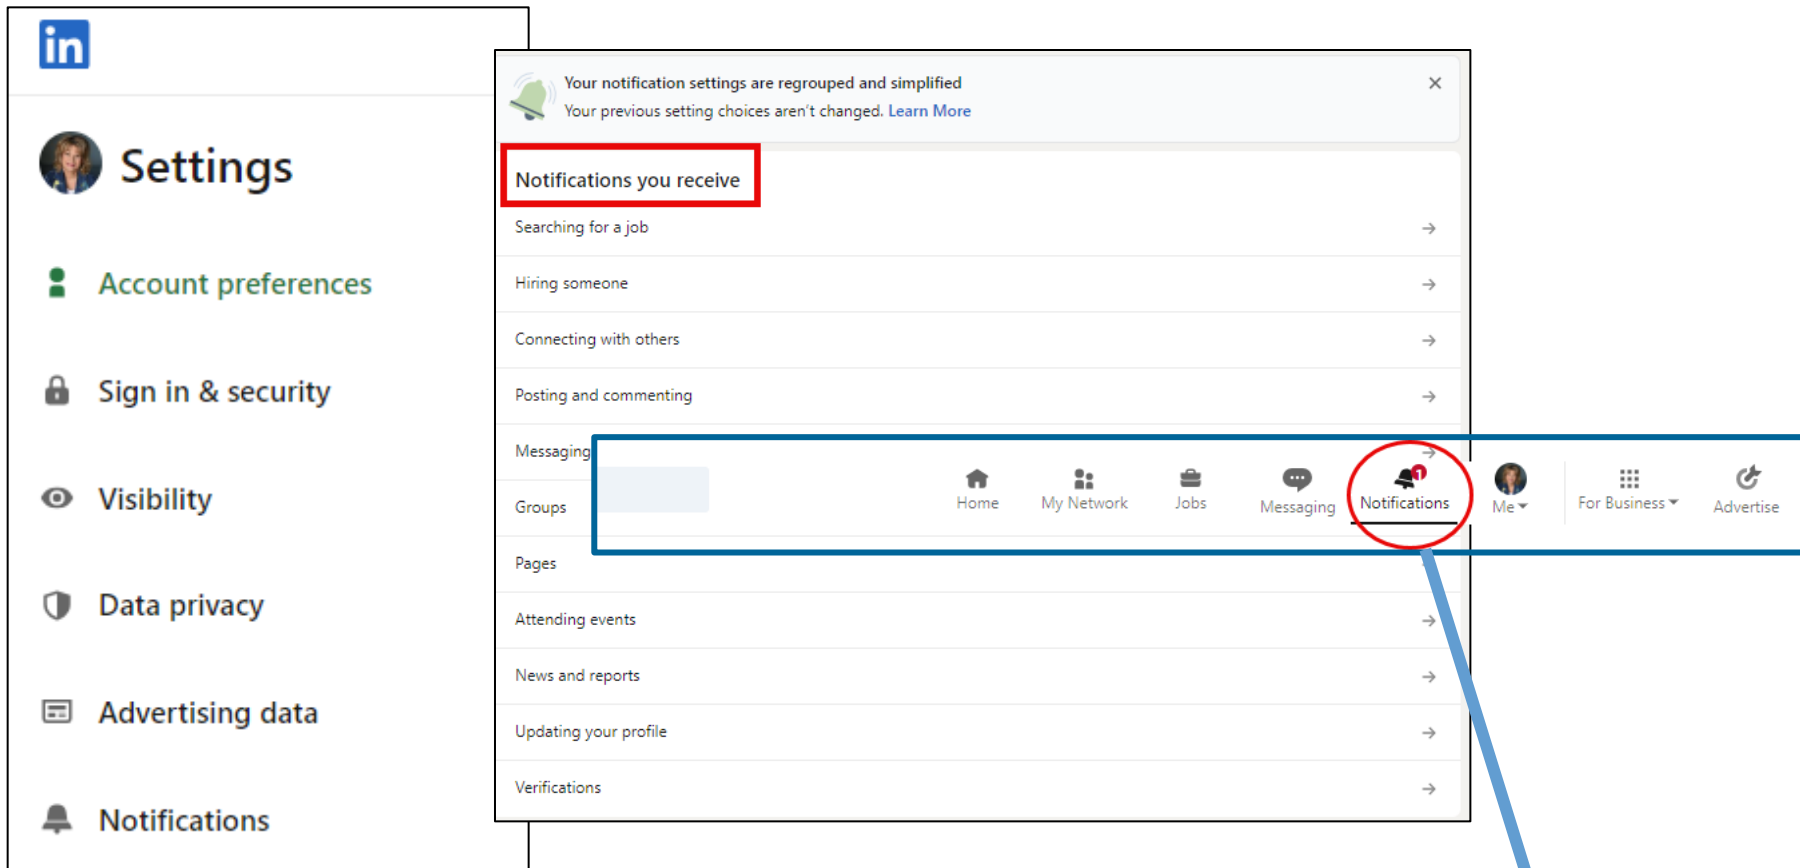 in
Settings
Account preferences
Sign in & security
Visibility
Data privacy
Advertising data
Notifications
Your notification settings are regrouped and simplified
Your previous setting choices aren't changed. Learn More
Notifications you receive
Searching for a job
Hiring someone
Connecting with others
Posting and commenting
Messaging
Groups
Pages
Attending events
News and reports
Updating your profile
Verifications
1
Home
My Network
Jobs
Messaging
Notifications
Me
For Business
Advertise